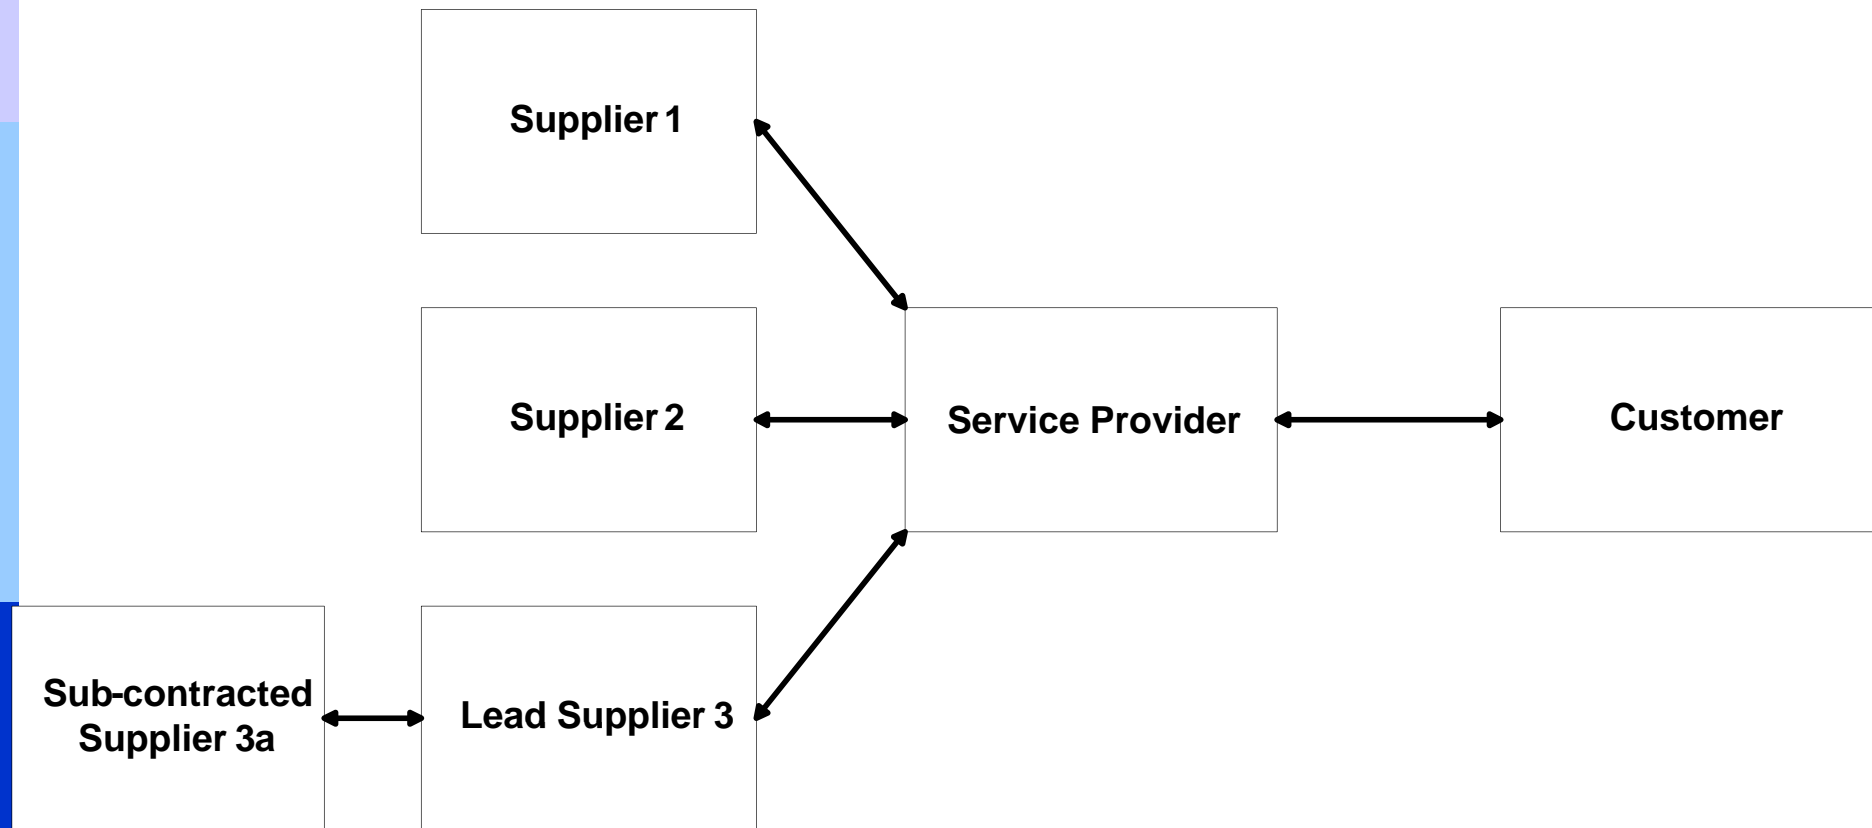 Supplier 1
Supplier 2
Service Provider
Customer
Sub-contracted
Supplier 3a
Lead Supplier 3